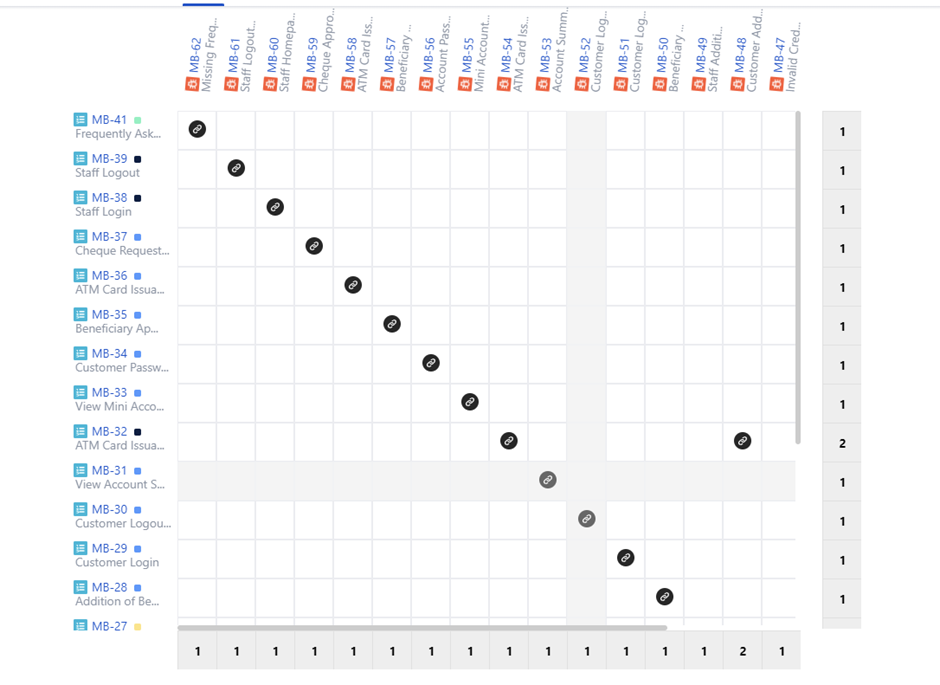 MB-62
Missing Freq...
MB-61
Staff Logout...
MB-60
Staff Homepa...
MB-59
Cheque Appro...
MB-58
ATM Card Iss...
MB-57
Beneficiary ...
MB-56
Account Pass...
MB-55
Mini Account...
MB-54
ATM Card Iss...
MB-53
Account Summ...
MB-52
Customer Log...
MB-51
Customer Log...
MB-50
Beneficiary ...
MB-49
Staff Additi...
MB-48
Customer Add...
MB-47
Invalid Cred...
MB-41
Frequently Ask...
1
MB-39
Staff Logout
1
MB-38
Staff Login
1
MB-37
Cheque Request...
1
MB-36
ATM Card Issua...
1
MB-35
Beneficiary Ap...
1
MB-34
Customer Passw...
1
MB-33
View Mini Acco...
1
MB-32
ATM Card Issua...
2
MB-31
View Account S...
1
MB-30
Customer Logou...
1
MB-29
Customer Login
1
MB-28
Addition of Be...
1
MB-27
1 1 1 1 1 1 1 1 1 1 1 1 1 1 2 1